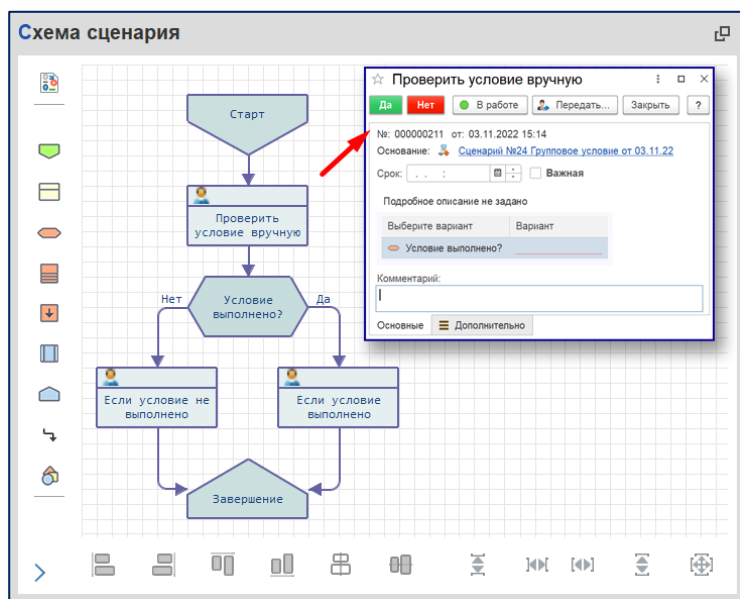 Схема сценария
Старт
Проверить
условие вручную
Условие
выполнено?
Нет
Да
Если условие не
выполнено
Если условие
выполнено
Завершение
Проверить условие вручную
Да
Нет
В работе
Передать...
Закрыть
?
№: 000000211 от: 03.11.2022 15:14
Основание: Сценарий №24 Групповое условие от 03.11.22
Срок: . . : Важная
Подробное описание не задано
Выберите вариант Вариант
Условие выполнено?
Комментарий:
Основные Дополнительно